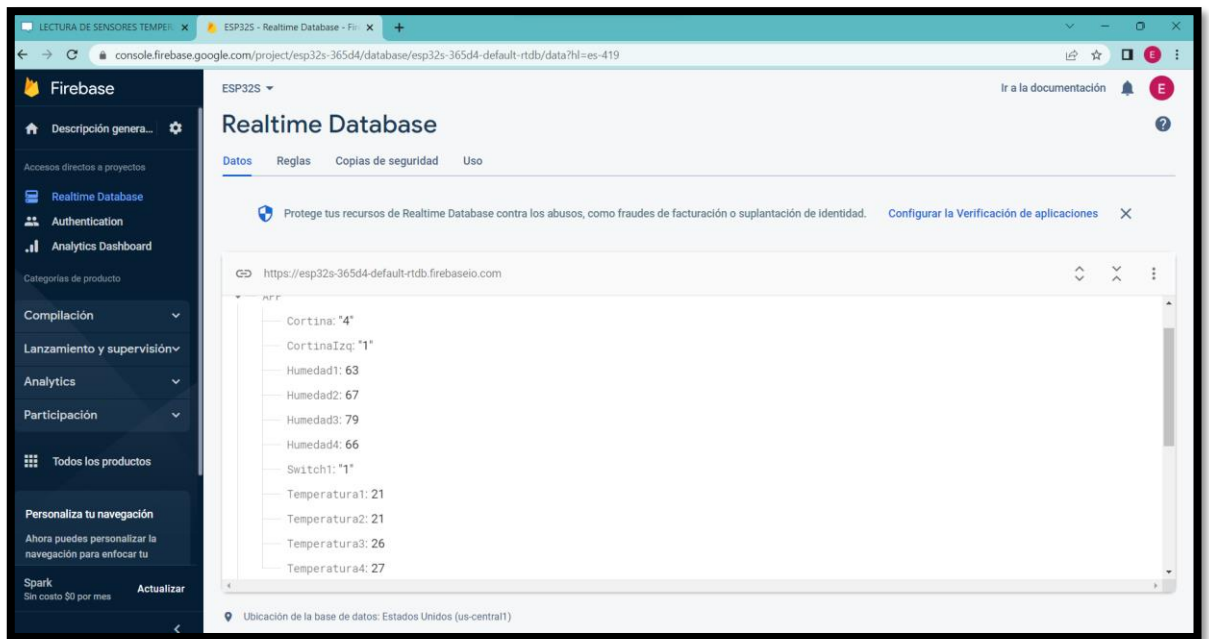 LECTURA DE SENSORES TEMPER
ESP32S - Realtime Database - Fir
console.firebase.google.com/project/esp32s-365d4/database/esp32s-365d4-default-rtdb/data?hl=es-419
E
Firebase
ESP32S
Ir a la documentación
E
Descripción genera...
Realtime Database
?
Accesos directos a proyectos
Datos Reglas Copias de seguridad Uso
Realtime Database
Authentication
Analytics Dashboard
Protege tus recursos de Realtime Database contra los abusos, como fraudes de facturación o suplantación de identidad. Configurar la Verificación de aplicaciones
Categorías de producto
https://esp32s-365d4-default-rtdb.firebaseio.com
Compilación
Lanzamiento y supervisión
Analytics
Participación
Todos los productos
APP
Cortina: "4"
CortinaIzq: "1"
Humedad1: 63
Humedad2: 67
Humedad3: 79
Humedad4: 66
Switch1: "1"
Temperatura1: 21
Temperatura2: 21
Temperatura3: 26
Temperatura4: 27
Personaliza tu navegación
Ahora puedes personalizar la
navegación para enfocar tu
Spark
Sin costo $0 por mes
Actualizar
Ubicación de la base de datos: Estados Unidos (us-central1)